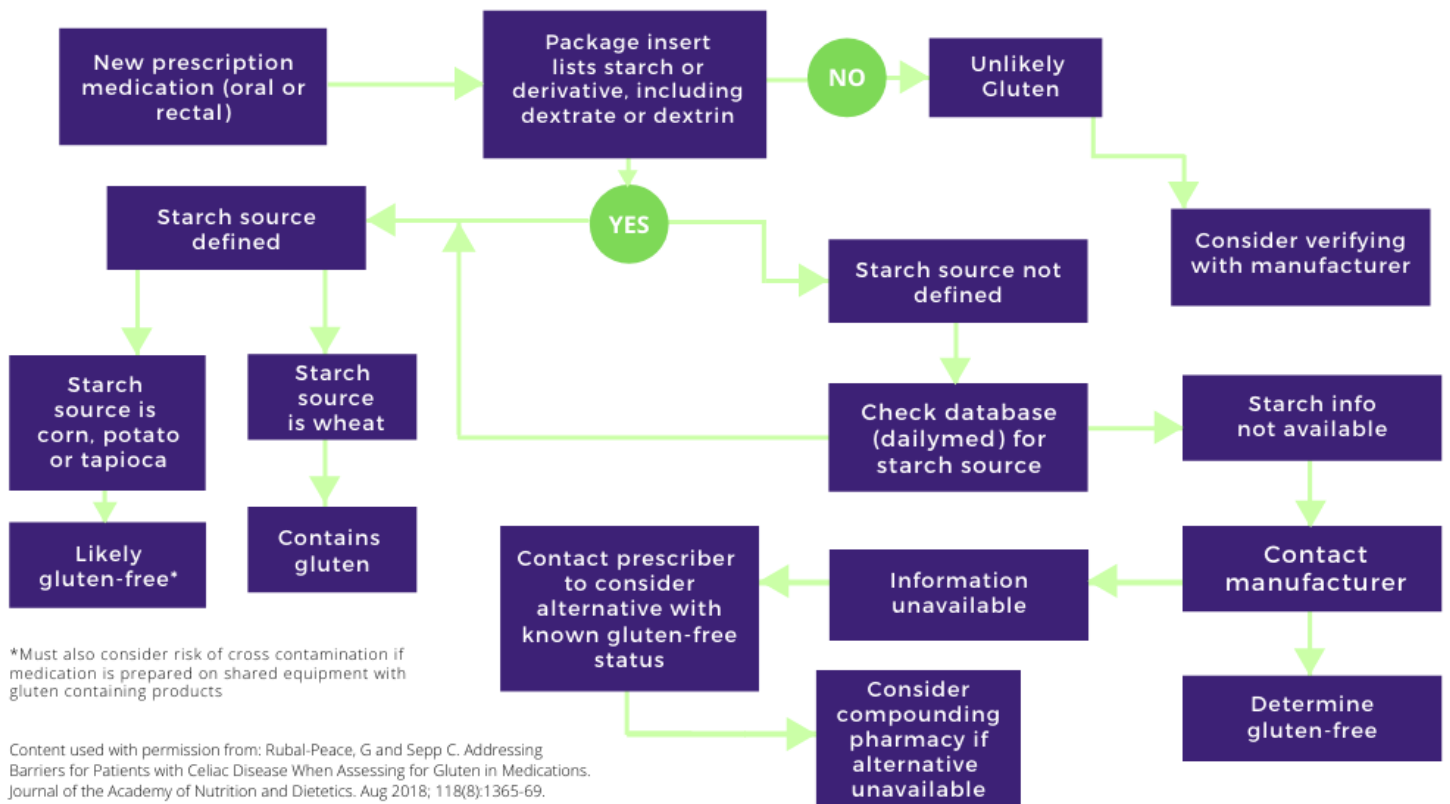 New prescription
medication (oral or
rectal)
Package insert
lists starch or
derivative, including
dextrate or dextrin
NO
Unlikely
Gluten
Consider verifying
with manufacturer
YES
Starch source
defined
Starch source not
defined
Starch
source is
corn, potato
or tapioca
Starch
source
is wheat
Check database
(dailymed) for
starch source
Starch info
not available
Likely
gluten-free*
Contains
gluten
Contact prescriber
to consider
alternative with
known gluten-free
status
Information
unavailable
Contact
manufacturer
Consider
compounding
pharmacy if
alternative
unavailable
Determine
gluten-free
*Must also consider risk of cross contamination if
medication is prepared on shared equipment with
gluten containing products
Content used with permission from: Rubal-Peace, G and Sepp C. Addressing
Barriers for Patients with Celiac Disease When Assessing for Gluten in Medications.
Journal of the Academy of Nutrition and Dietetics. Aug 2018; 118(8):1365-69.